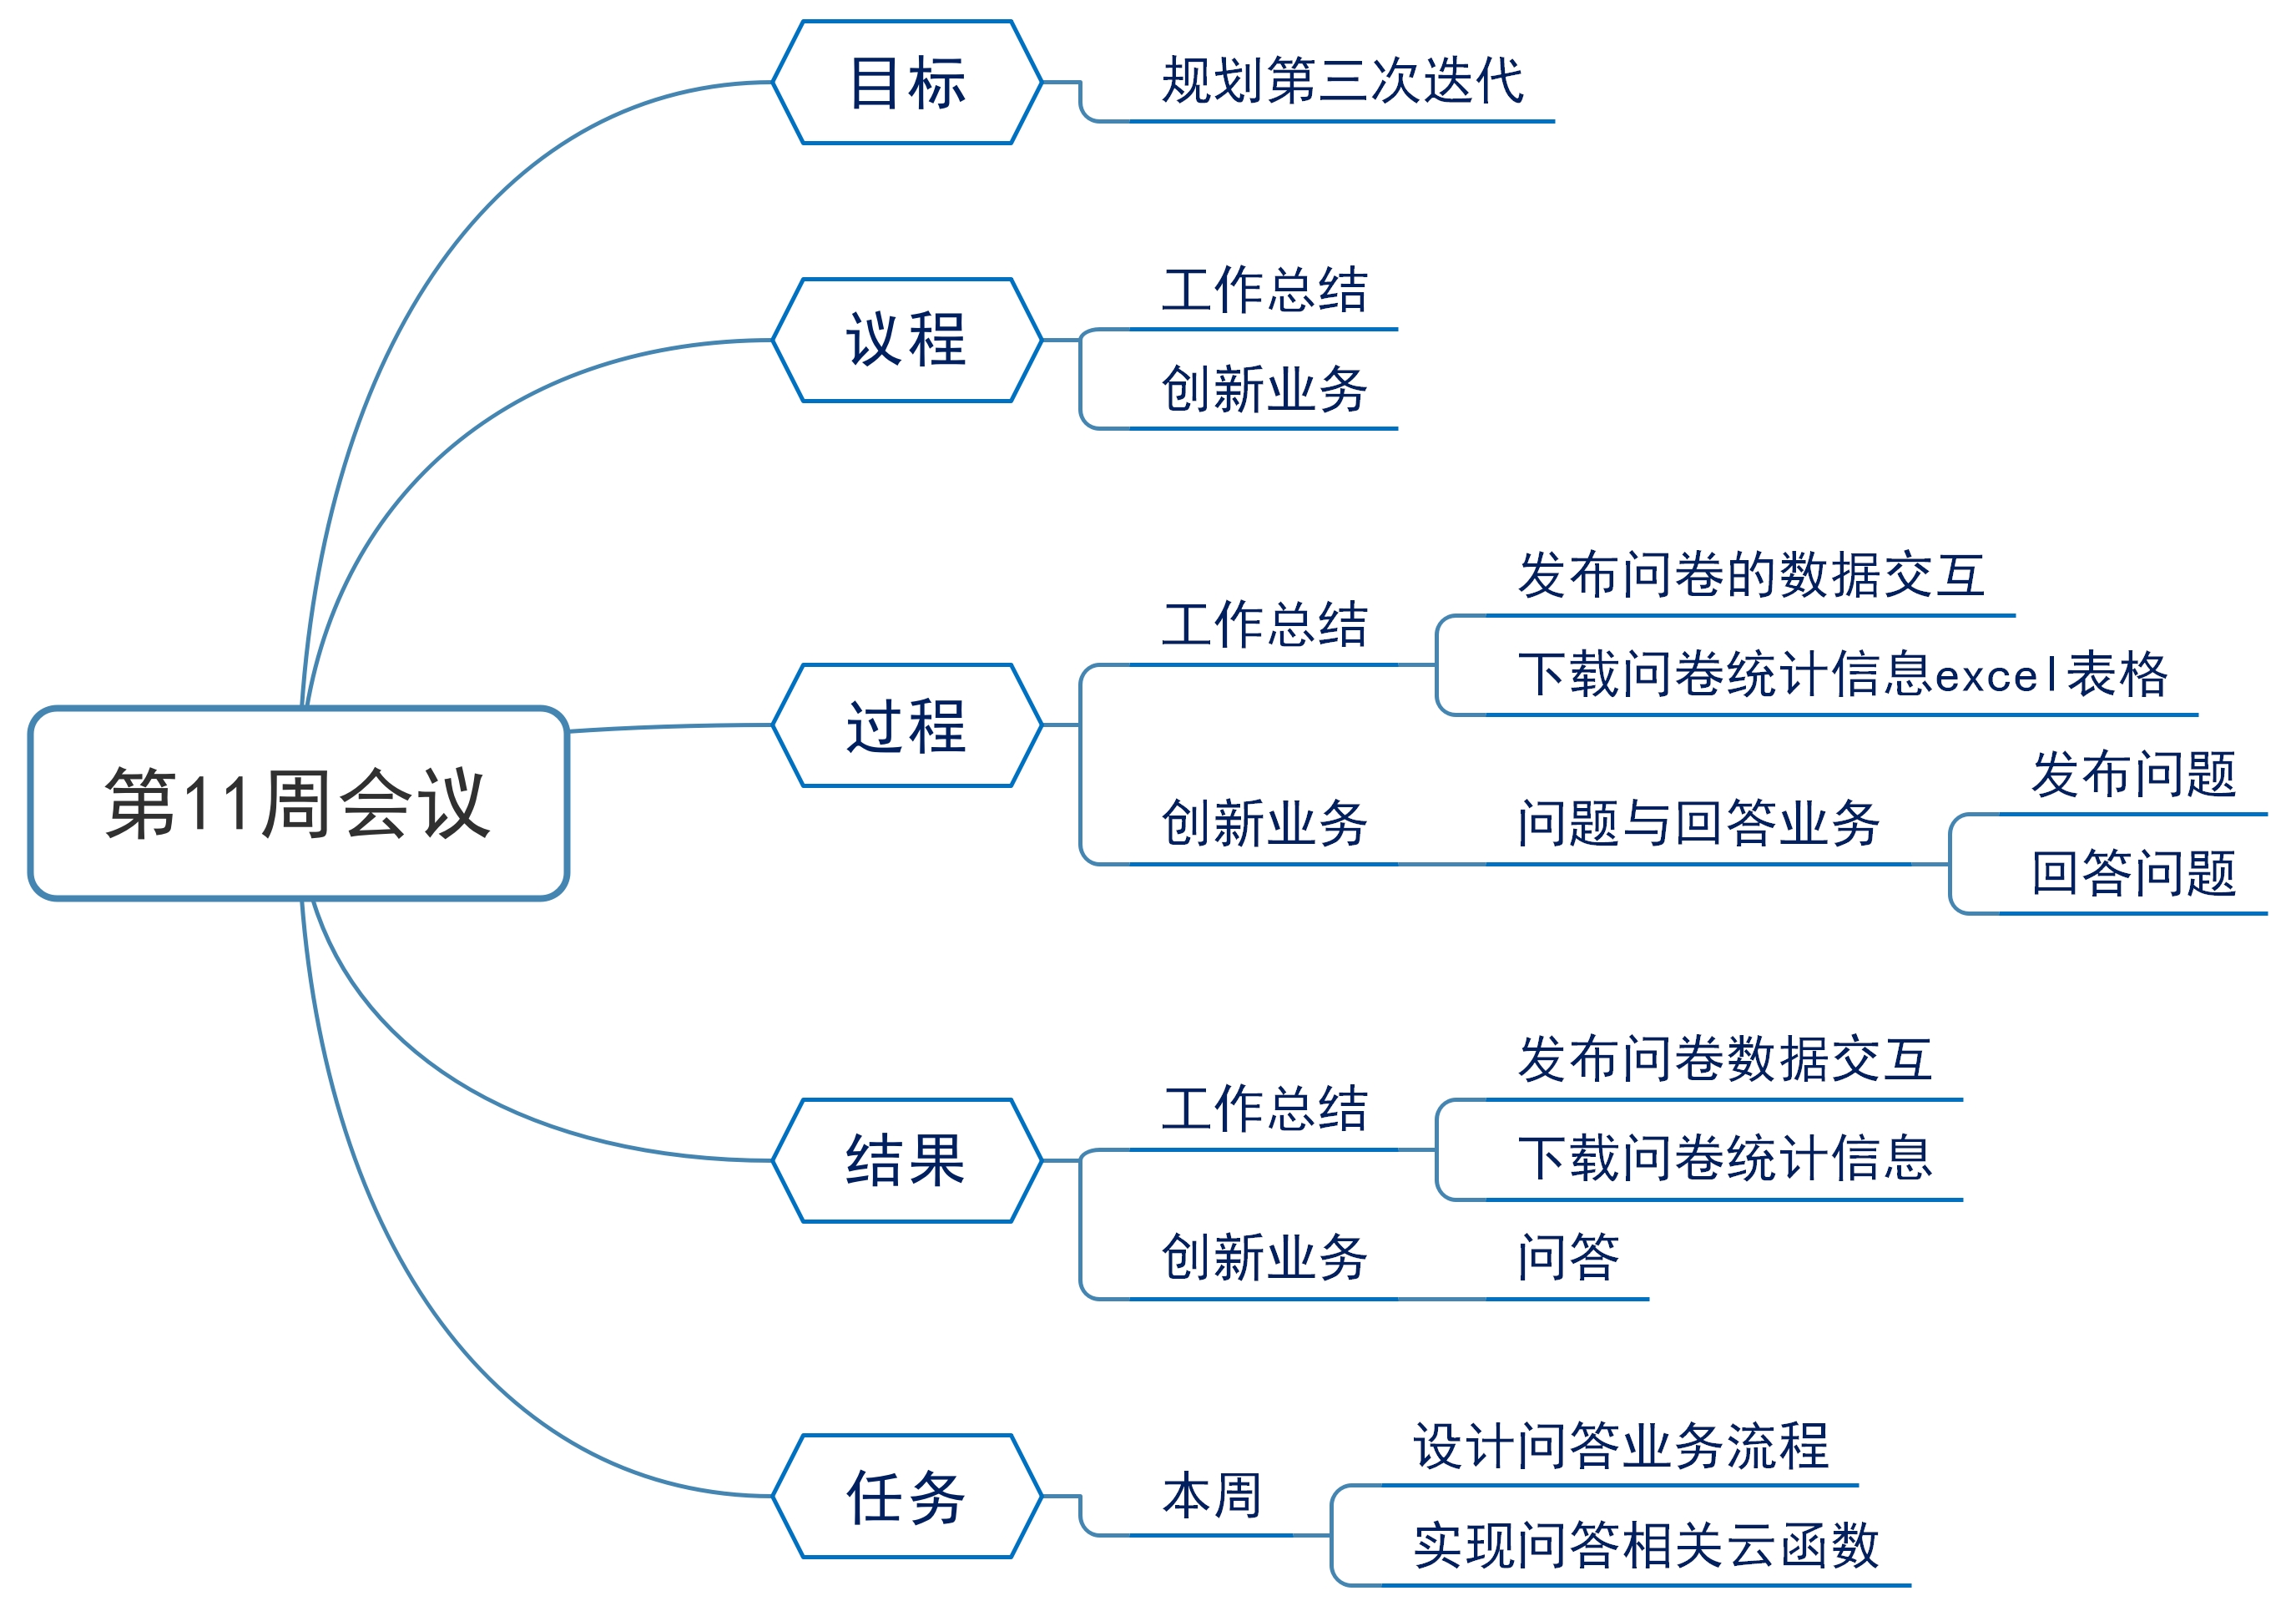 第11周会议
目标
规划第三次迭代
议程
工作总结
创新业务
过程
工作总结
发布问卷的数据交互
下载问卷统计信息excel表格
创新业务
问题与回答业务
发布问题
回答问题
结果
工作总结
发布问卷数据交互
下载问卷统计信息
创新业务
问答
任务
本周
设计问答业务流程
实现问答相关云函数